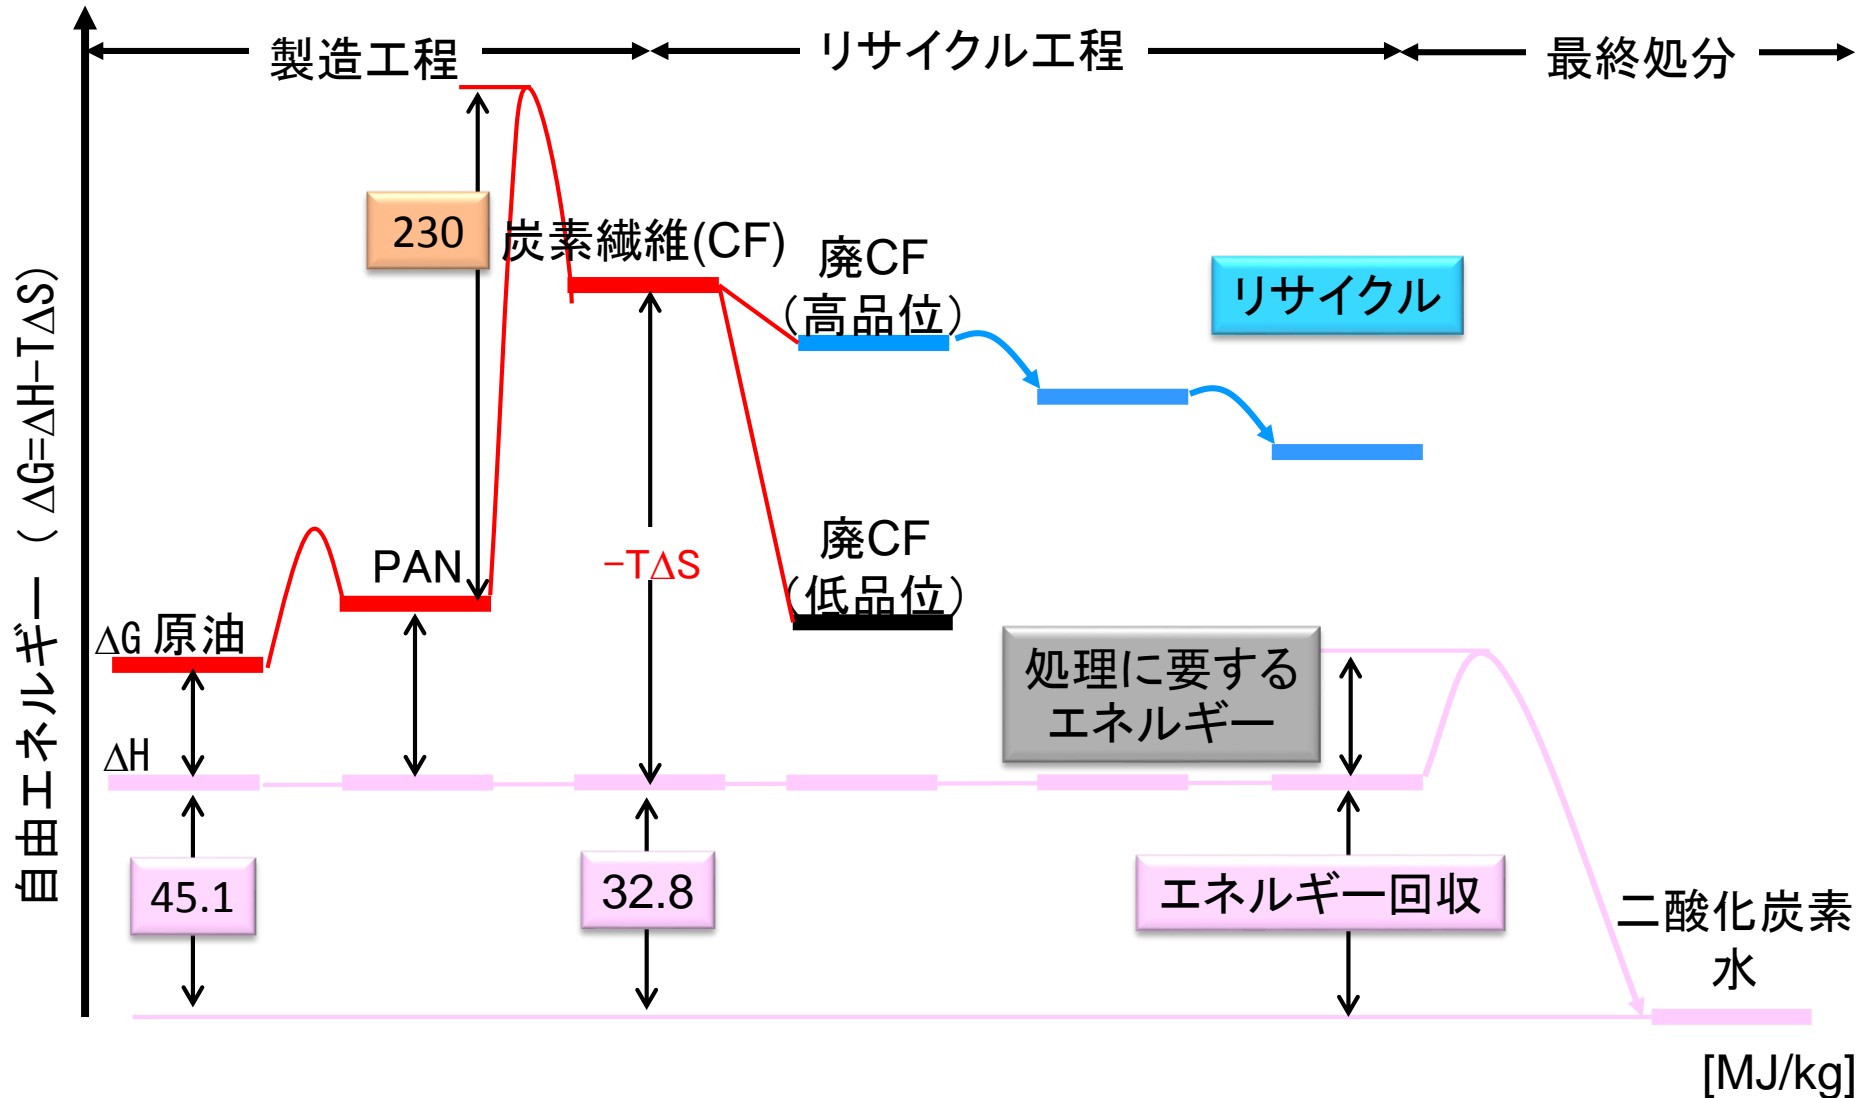 製造工程
リサイクル工程
最終処分
自由エネルギー（ΔG=ΔH-TΔS）
230
炭素繊維(CF)
廃CF
（高品位）
リサイクル
PAN
-TΔS
廃CF
（低品位）
ΔG 原油
処理に要する
エネルギー
ΔH
45.1
32.8
エネルギー回収
二酸化炭素
水
[MJ/kg]